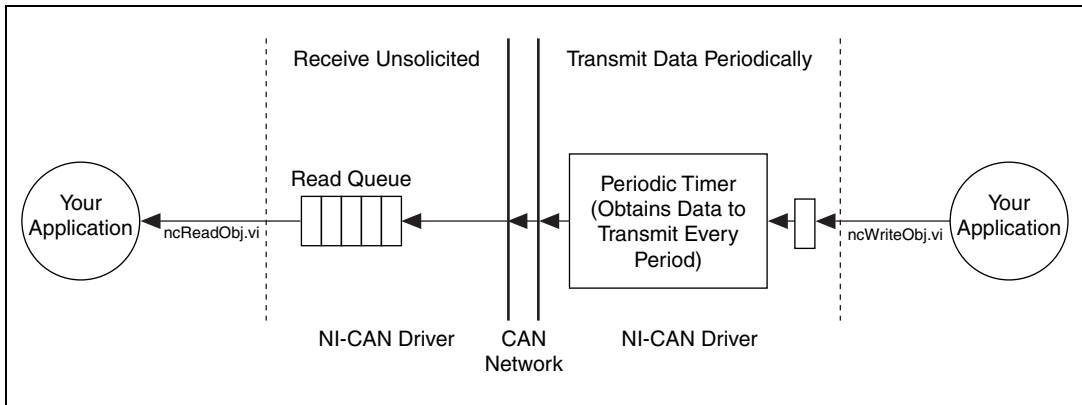 Receive Unsolicited
Transmit Data Periodically
Your
Application
ncReadObj.vi
Read Queue
Periodic Timer
(Obtains Data to
Transmit Every
Period)
ncWriteObj.vi
Your
Application
NI-CAN Driver
CAN
Network
NI-CAN Driver